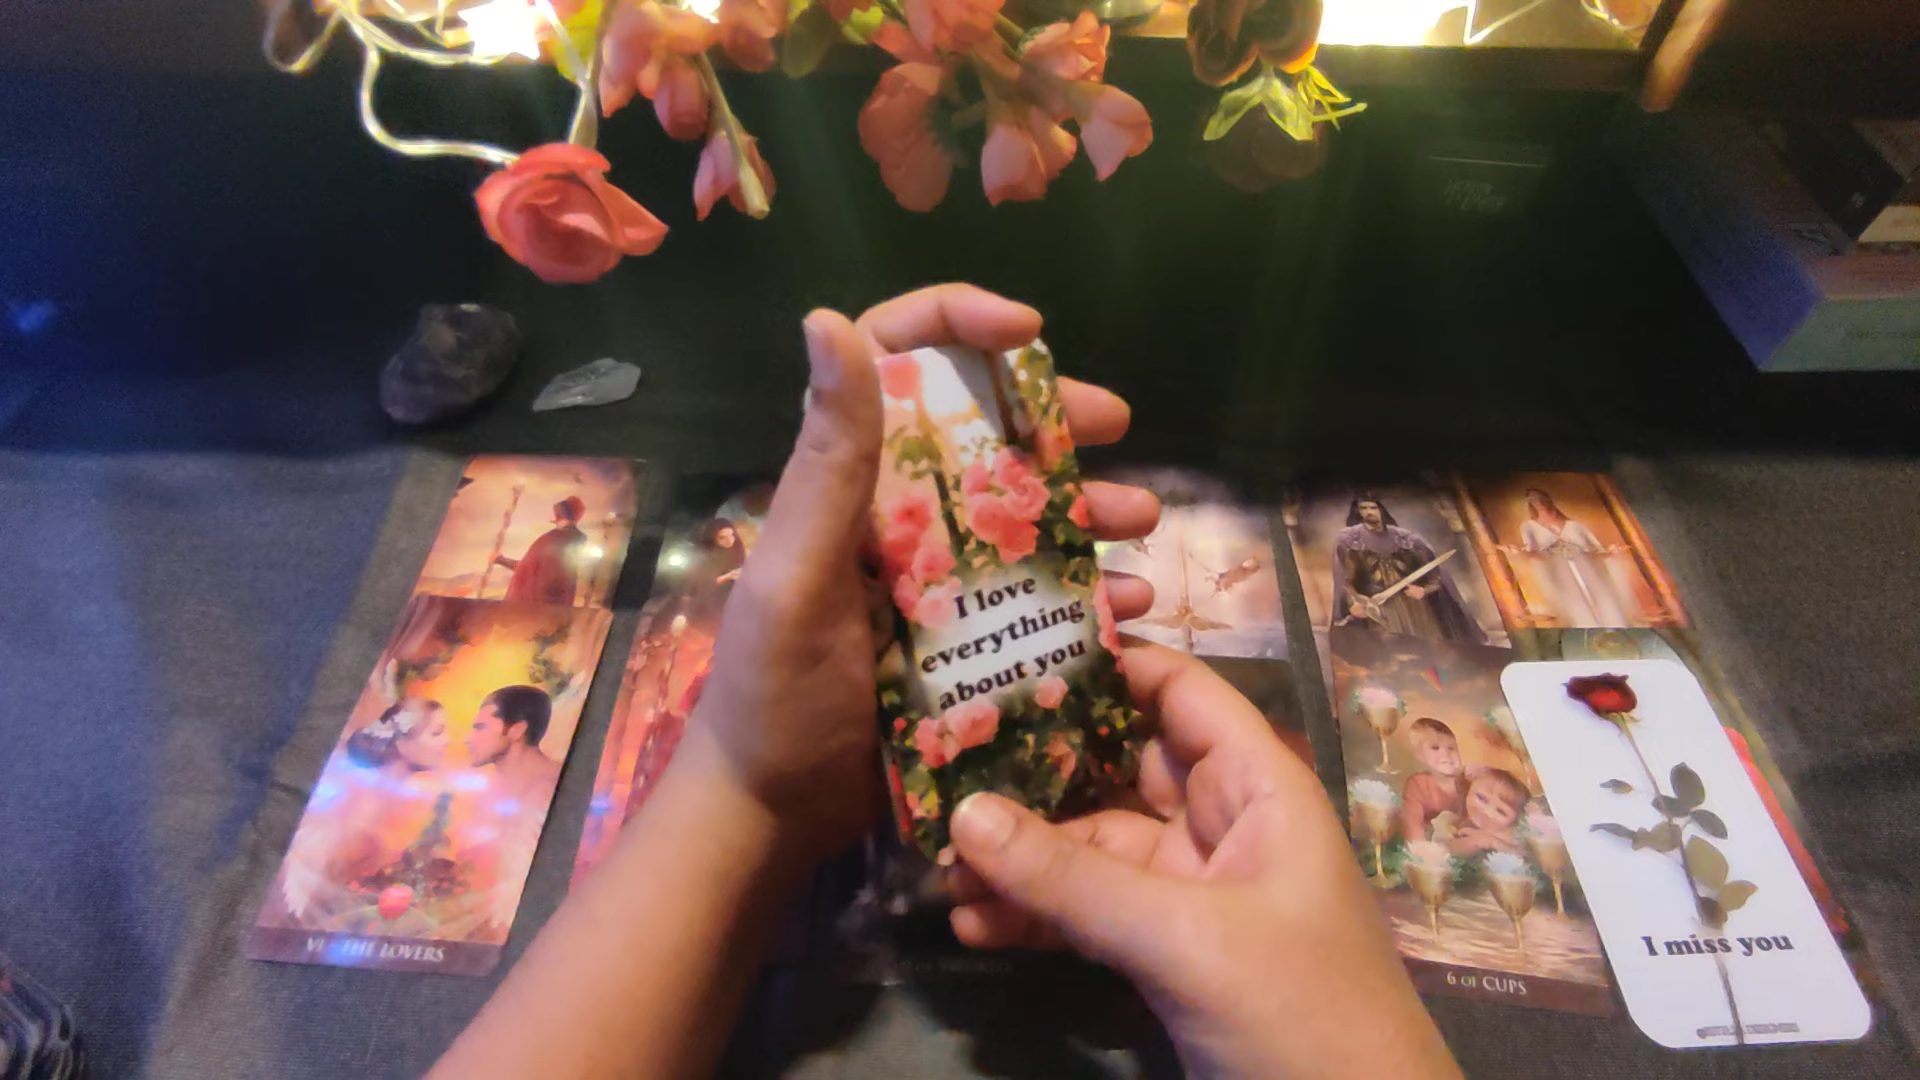 I love
everything
about you
VI THE LOVERS
6 OF CUPS
I miss you